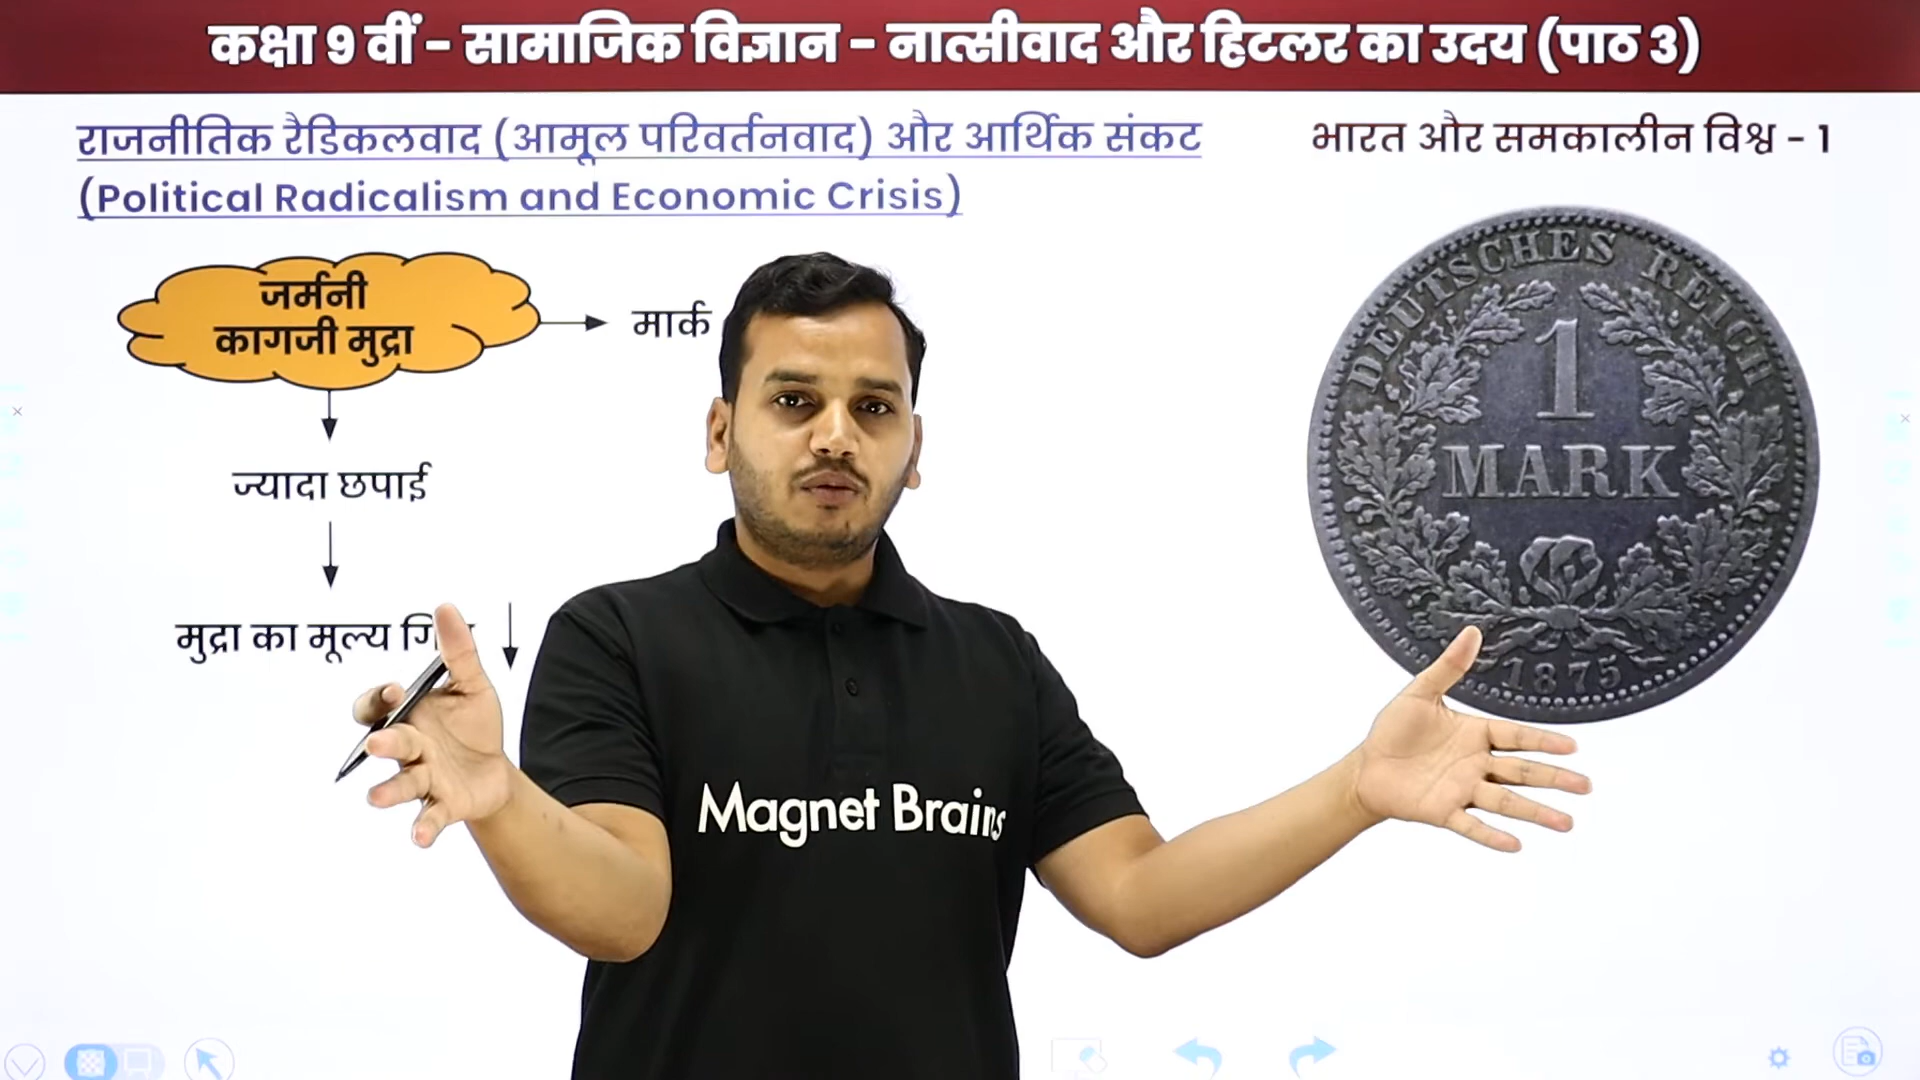 कक्षा 9 वीं - सामाजिक विज्ञान - नात्सीवाद और हिटलर का उदय (पाठ 3)
राजनीतिक रैडिकलवाद (आमूल परिवर्तनवाद) और आर्थिक संकट
(Political Radicalism and Economic Crisis)
भारत और समकालीन विश्व - 1
जर्मनी
कागजी मुद्रा
मार्क
ज्यादा छपाई
मुद्रा का मूल्य
DEUTSCHES REICH
1
MARK
1875
Magnet Brains